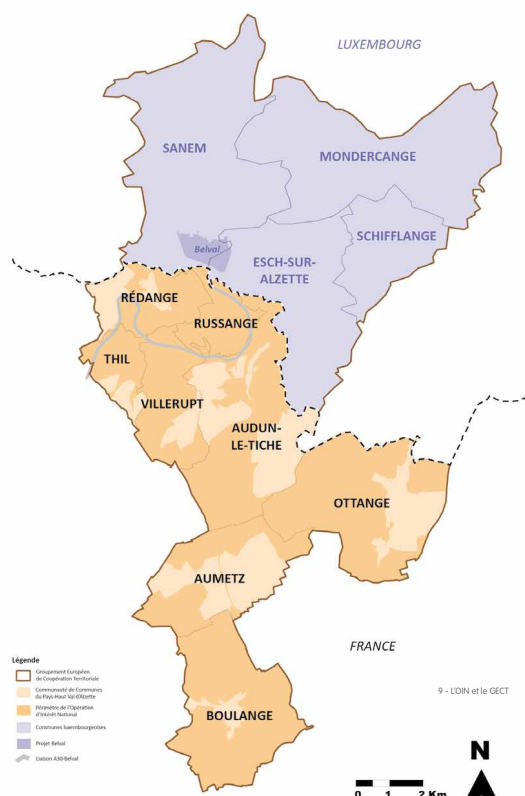 LUXEMBOURG
SANEM
MONDERCANGE
SCHIFFLANGE
Belval
ESCH-SUR-
ALZETTE
RÉDANGE
RUSSANGE
THIL
VILLERUPT
AUDUN-
LE-TICHE
OTTANGE
AUMETZ
FRANCE
BOULANGE
Légende
Groupement Européen
de Coopération Territoriale
Communauté de Communes
du Pays-Haut Val d'Alzette
Périmètre de l'Opération
d'Intérêt National
Communes luxembourgeoises
Projet Belval
Liaison A30-Belval
9 - L'OIN et le GECT
N
0 1 2 Km